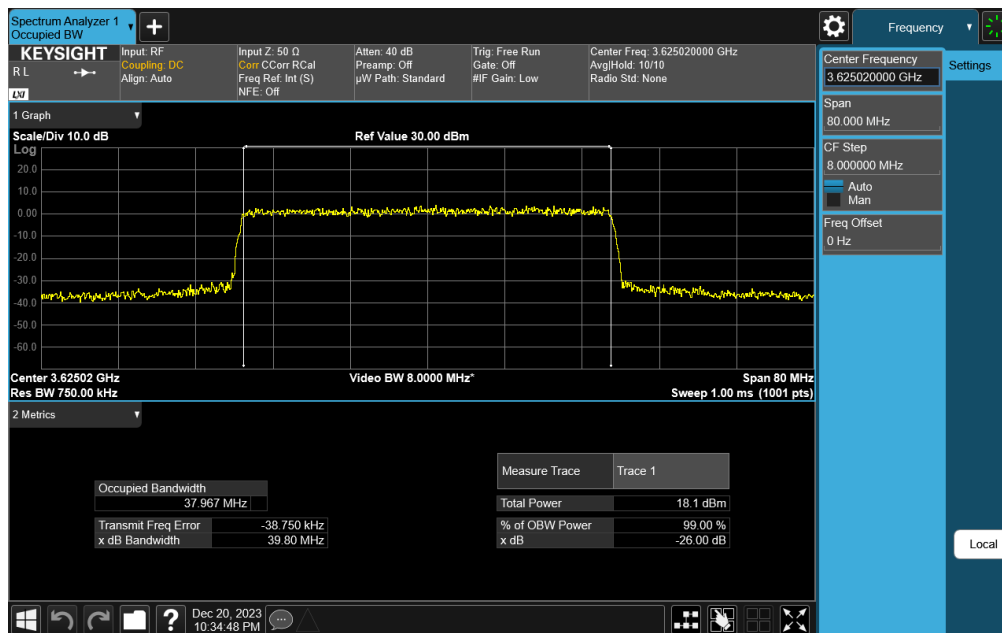 Spectrum Analyzer 1
Occupied BW
Frequency
KEYSIGHT
R L
LXI
Input: RF
Coupling: DC
Align: Auto
Input Z: 50 Ω
Corr CCorr RCal
Freq Ref: Int (S)
NFE: Off
Atten: 40 dB
Preamp: Off
µW Path: Standard
Trig: Free Run
Gate: Off
#IF Gain: Low
Center Freq: 3.625020000 GHz
Avg|Hold: 10/10
Radio Std: None
Center Frequency
3.625020000 GHz
Settings
Span
80.000 MHz
CF Step
8.000000 MHz
Auto
Man
Freq Offset
0 Hz
1 Graph
Scale/Div 10.0 dB
Ref Value 30.00 dBm
Log
20.0
10.0
0.00
-10.0
-20.0
-30.0
-40.0
-50.0
-60.0
Center 3.62502 GHz
Video BW 8.0000 MHz*
Span 80 MHz
Res BW 750.00 kHz
Sweep 1.00 ms (1001 pts)
2 Metrics
Measure Trace Trace 1
Occupied Bandwidth
37.967 MHz
Total Power 18.1 dBm
Transmit Freq Error -38.750 kHz
% of OBW Power 99.00 %
x dB Bandwidth 39.80 MHz
x dB -26.00 dB
Local
?
Dec 20, 2023
10:34:48 PM